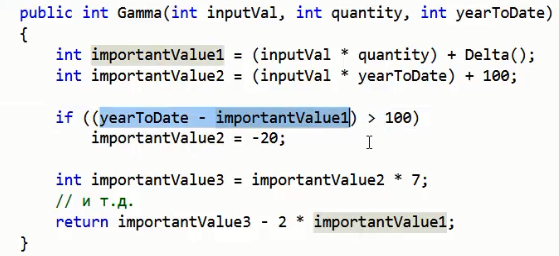 public int Gamma(int inputVal, int quantity, int yearToDate)
{
int importantValue1 = (inputVal * quantity) + Delta();
int importantValue2 = (inputVal * yearToDate) + 100;
if ((yearToDate - importantValue1) > 100)
importantValue2 = -20;
int importantValue3 = importantValue2 * 7;
// и т.д.
return importantValue3 - 2 * importantValue1;
}